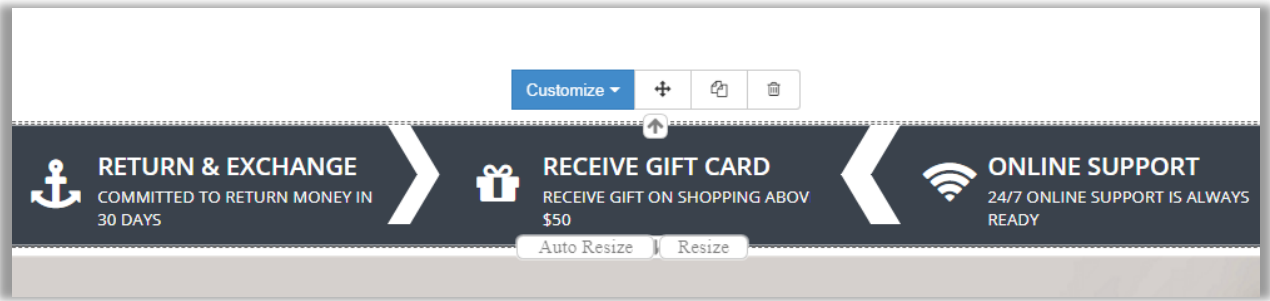 Customize
RETURN & EXCHANGE
COMMITTED TO RETURN MONEY IN
30 DAYS
RECEIVE GIFT CARD
RECEIVE GIFT ON SHOPPING ABOV
$50
ONLINE SUPPORT
24/7 ONLINE SUPPORT IS ALWAYS
READY
Auto Resize Resize